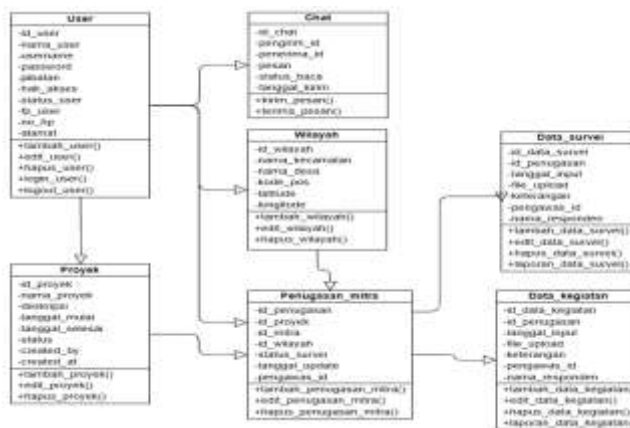 User
-id_user
-nama_user
-username
-password
-jabatan
-hak_akses
-status_user
-fp_user
-no_hp
-alamat
+tambah_user()
+edit_user()
+hapus_user()
+login_user()
+logout_user()
Chat
-id_chat
-pengirim_id
-penerima_id
-pesan
-status_baca
-tanggal_kirim
+kirim_pesan()
+terima_pesan()
Wilayah
-id_wilayah
-nama_kecamatan
-nama_desa
-kode_pos
-latitude
-longitude
+tambah_wilayah()
+edit_wilayah()
+hapus_wilayah()
Data_survei
-id_data_survei
-id_penugasan
-tanggal_input
-file_upload
-keterangan
-pengawas_id
-nama_responden
+tambah_data_survei()
+edit_data_survei()
+hapus_data_survei()
+laporan_data_survei()
Proyek
-id_proyek
-nama_proyek
-deskripsi
-tanggal_mulai
-tanggal_selesai
-status
-created_by
-created_at
+tambah_proyek()
+edit_proyek()
+hapus_proyek()
Penugasan_mitra
-id_penugasan
-id_proyek
-id_mitra
-id_wilayah
-status_survei
-tanggal_update
-pengawas_id
+tambah_penugasan_mitra()
+edit_penugasan_mitra()
+hapus_penugasan_mitra()
Data_kegiatan
-id_data_kegiatan
-id_penugasan
-tanggal_input
-file_upload
-keterangan
-pengawas_id
-nama_responden
+tambah_data_kegiatan()
+edit_data_kegiatan()
+hapus_data_kegiatan()
+laporan_data_kegiatan()